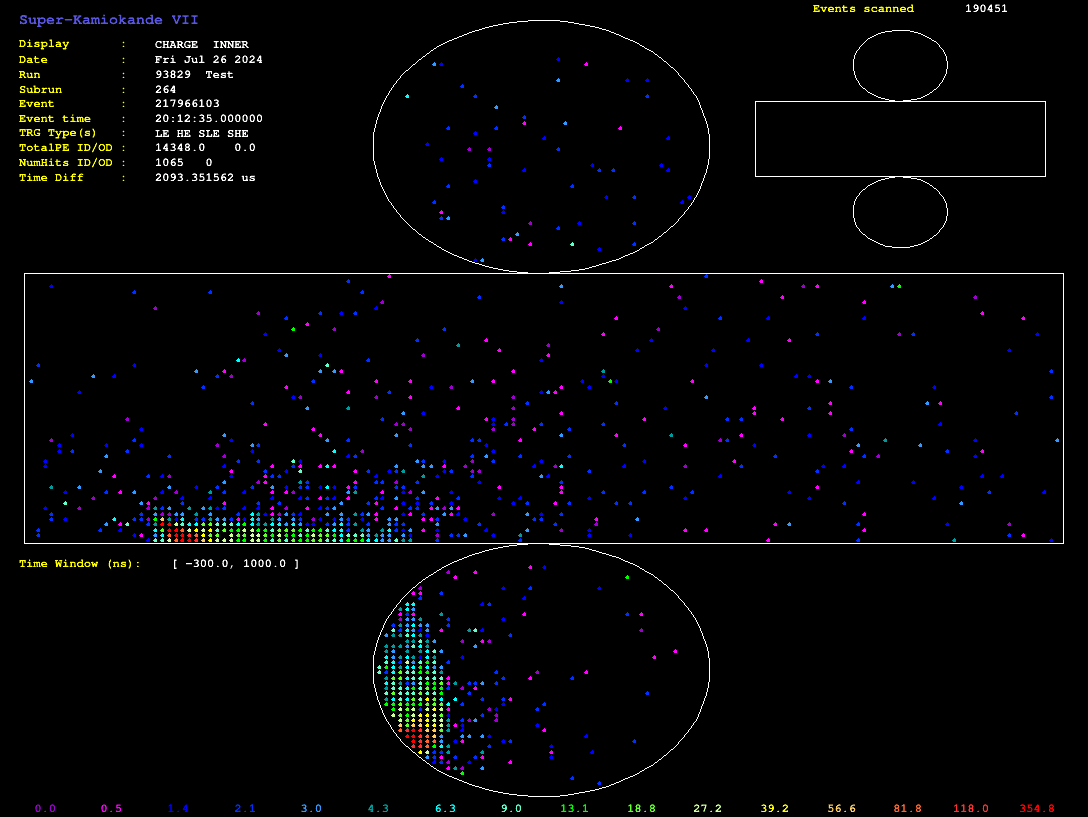 Super-Kamiokande VII
Events scanned 190451
Display : CHARGE INNER
Date : Fri Jul 26 2024
Run : 93829 Test
Subrun : 264
Event : 217966103
Event time : 20:12:35.000000
TRG Type(s) : LE HE SLE SHE
TotalPE ID/OD : 14348.0 0.0
NumHits ID/OD : 1065 0
Time Diff : 2093.351562 us
Time Window (ns): [ -300.0, 1000.0 ]
0.0 0.5 1.4 2.1 3.0 4.3 6.3 9.0 13.1 18.8 27.2 39.2 56.6 81.8 118.0 354.8